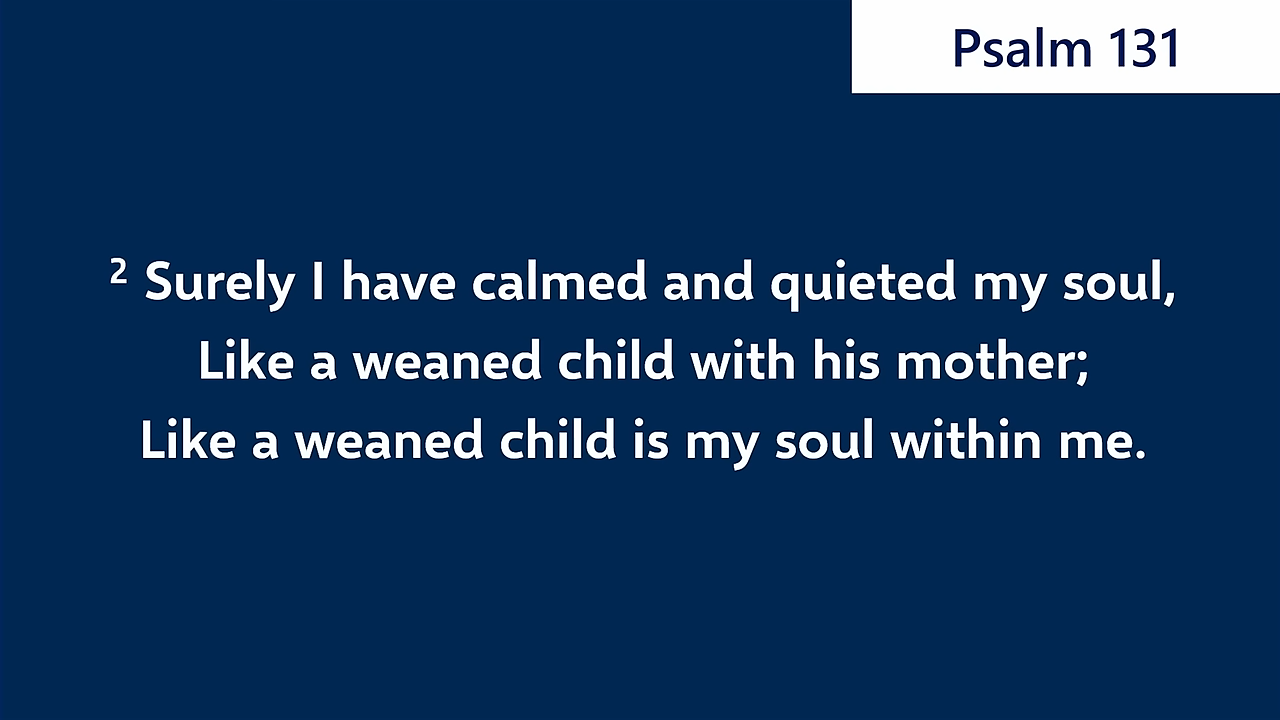 Psalm 131
² Surely I have calmed and quieted my soul,
Like a weaned child with his mother;
Like a weaned child is my soul within me.